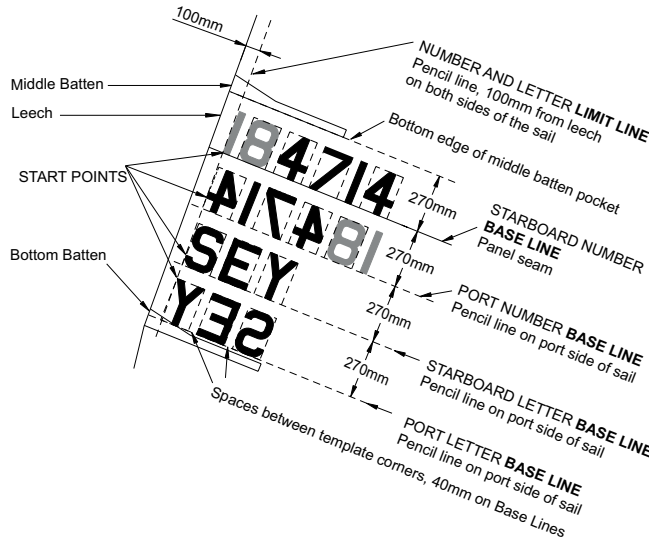 100mm
NUMBER AND LETTER LIMIT LINE
Pencil line, 100mm from leech
on both sides of the sail
Middle Batten
Leech
Bottom edge of middle batten pocket
184714
START POINTS
270mm
STARBOARD NUMBER
BASE LINE
Panel seam
184714
270mm
Bottom Batten
SEY
PORT NUMBER BASE LINE
Pencil line on port side of sail
270mm
SEY
STARBOARD LETTER BASE LINE
Pencil line on port side of sail
270mm
PORT LETTER BASE LINE
Pencil line on port side of sail
Spaces between template corners, 40mm on Base Lines